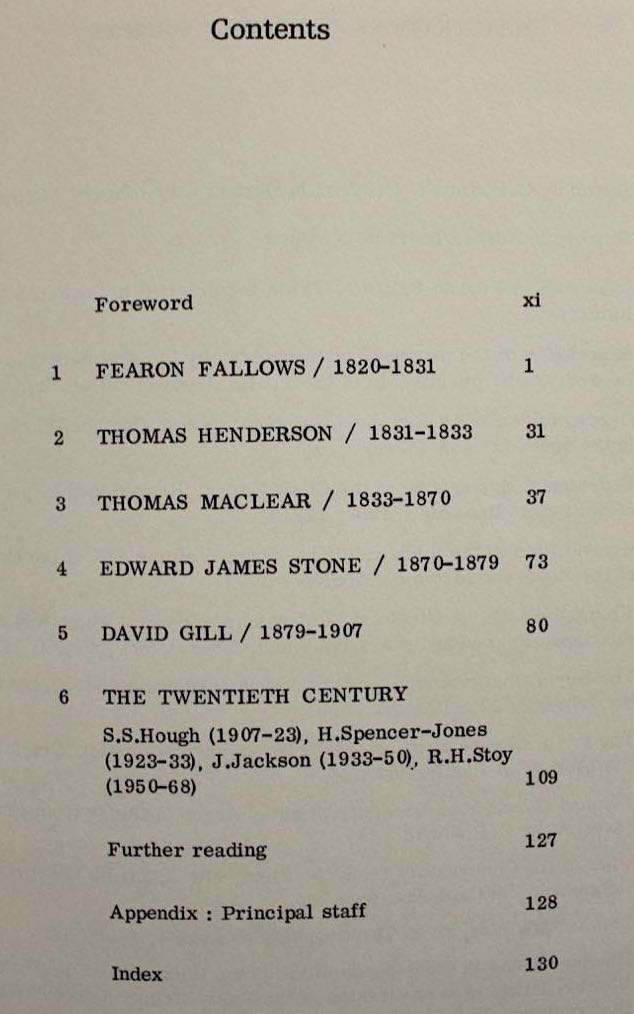 Contents
Foreword xi
1 FEARON FALLOWS / 1820-1831 1
2 THOMAS HENDERSON / 1831-1833 31
3 THOMAS MACLEAR / 1833-1870 37
4 EDWARD JAMES STONE / 1870-1879 73
5 DAVID GILL / 1879-1907 80
6 THE TWENTIETH CENTURY
S.S.Hough (1907-23), H.Spencer-Jones
(1923-33), J.Jackson (1933-50), R.H.Stoy
(1950-68) 109
Further reading 127
Appendix : Principal staff 128
Index 130